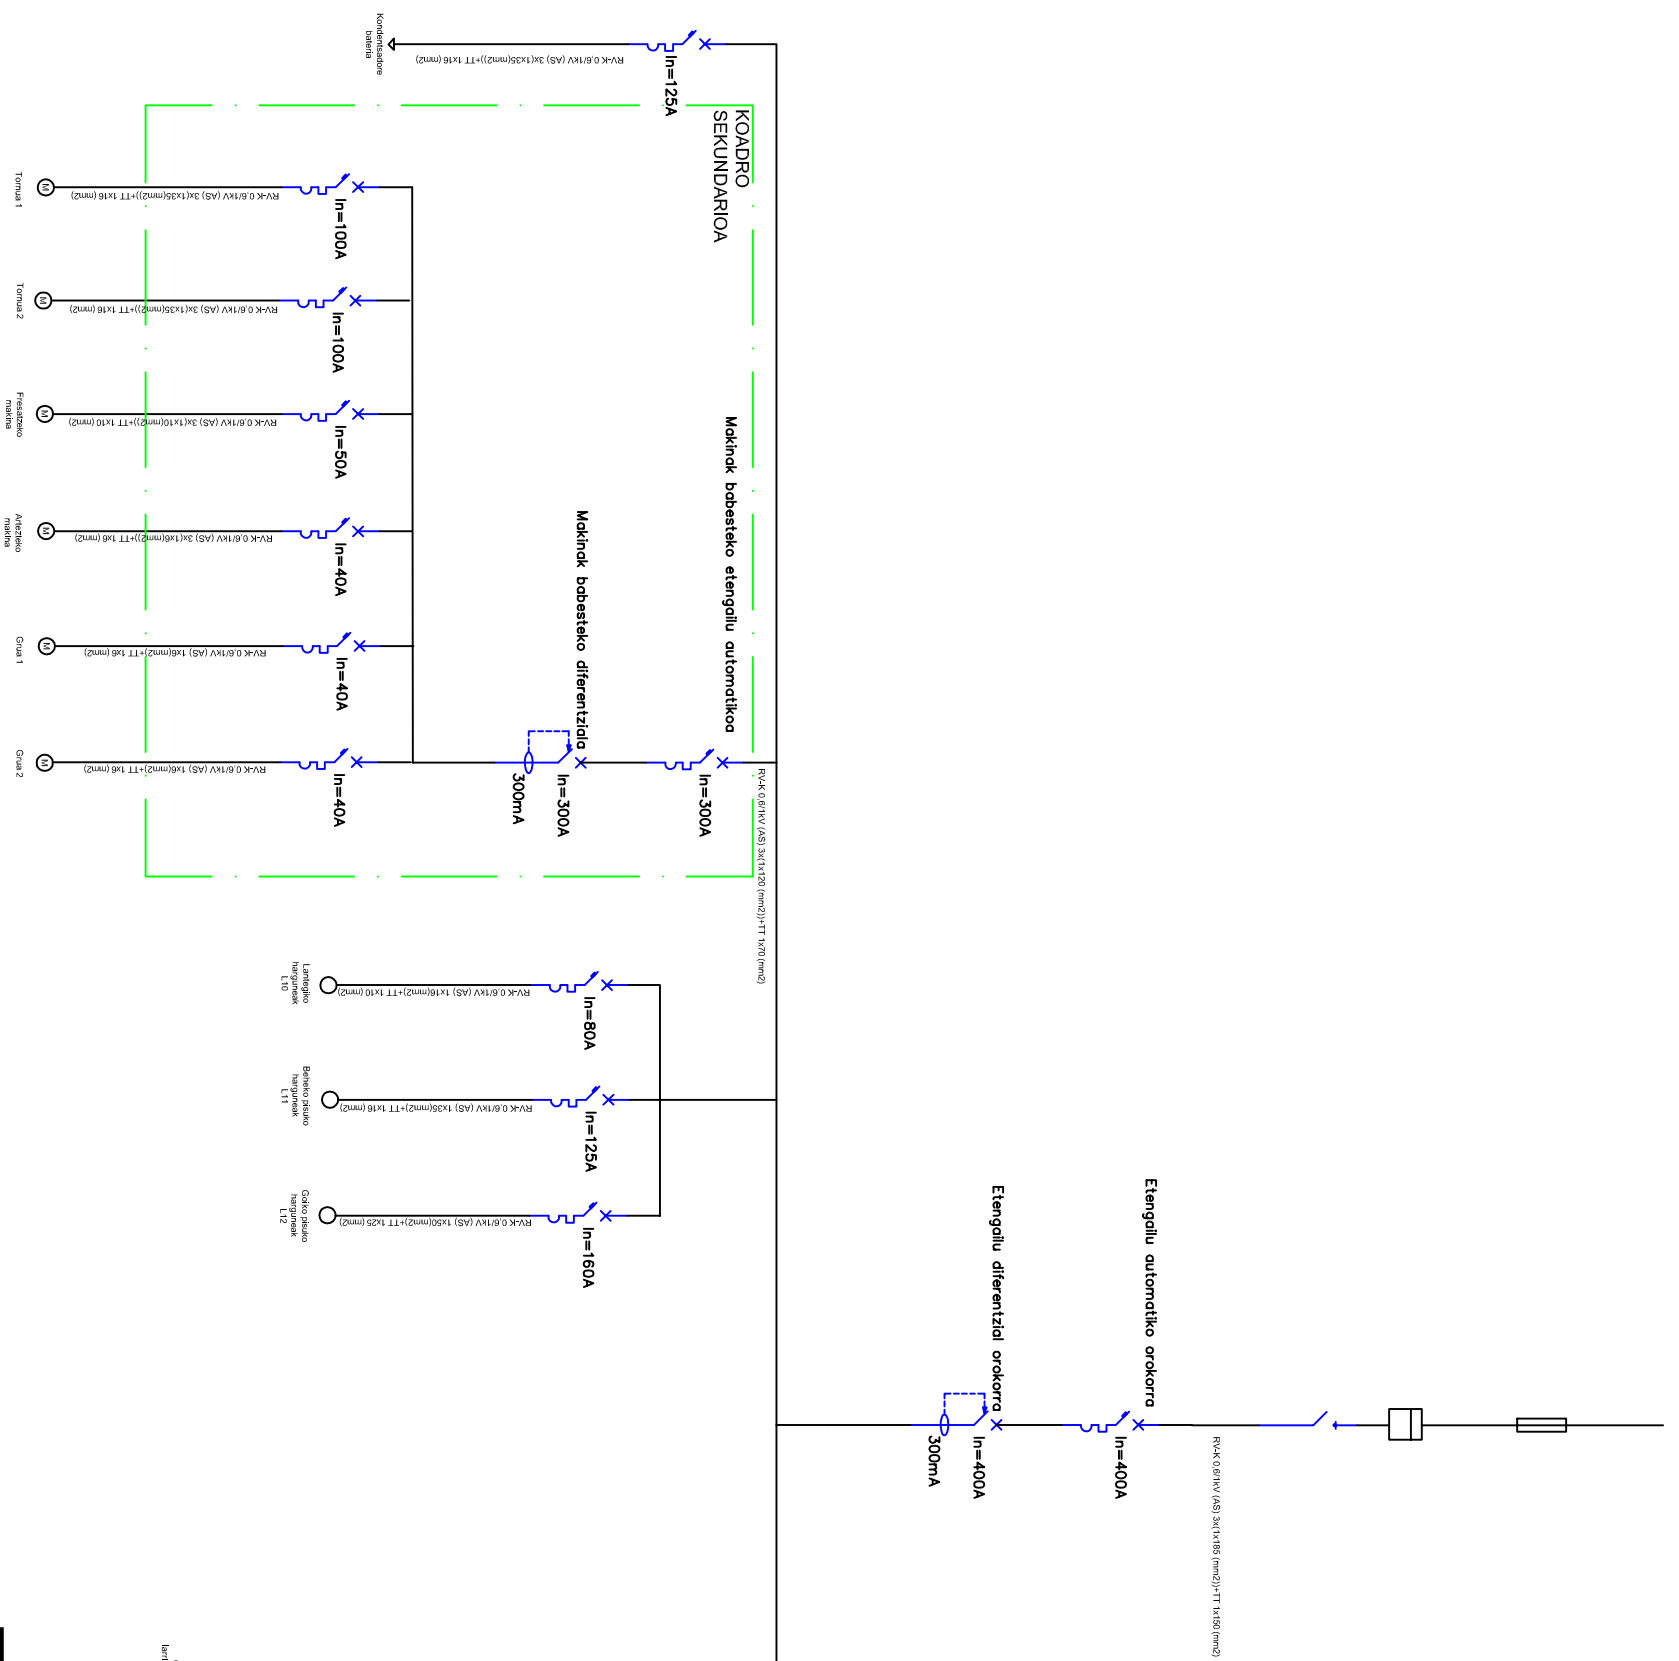 Kondentsadore
bateria
RV-K 0,6/1kV (AS) 3x(1x35(mm2))+TT 1x16 (mm2)
In=125A
KOADRO
SEKUNDARIOA
Tornua 1
M
RV-K 0,6/1kV (AS) 3x(1x35(mm2))+TT 1x16 (mm2)
In=100A
Tornua 2
M
RV-K 0,6/1kV (AS) 3x(1x35(mm2))+TT 1x16 (mm2)
In=100A
Fresatzeko
makina
M
RV-K 0,6/1kV (AS) 3x(1x10(mm2))+TT 1x10 (mm2)
In=50A
Artezteko
makina
M
RV-K 0,6/1kV (AS) 3x(1x6(mm2))+TT 1x6 (mm2)
In=40A
Grua 1
M
RV-K 0,6/1kV (AS) 1x6(mm2)+TT 1x6 (mm2)
In=40A
Grua 2
M
RV-K 0,6/1kV (AS) 1x6(mm2)+TT 1x6 (mm2)
In=40A
Makinak babesteko diferentziala
In=300A
300mA
Makinak babesteko etengailu automatikoa
In=300A
RV-K 0,6/1kV (AS) 3x(1x120 (mm2))+TT 1x70 (mm2)
Lantegiko
harguneak
L10
RV-K 0,6/1kV (AS) 1x16(mm2)+TT 1x10 (mm2)
In=80A
Beheko pisuko
harguneak
L11
RV-K 0,6/1kV (AS) 1x35(mm2)+TT 1x16 (mm2)
In=125A
Goiko pisuko
harguneak
L12
RV-K 0,6/1kV (AS) 1x50(mm2)+TT 1x25 (mm2)
In=160A
Etengailu diferentzial orokorra
In=400A
300mA
Etengailu automatiko orokorra
In=400A
RV-K 0,6/1kV (AS) 3x(1x185 (mm2))+TT 1x150 (mm2)